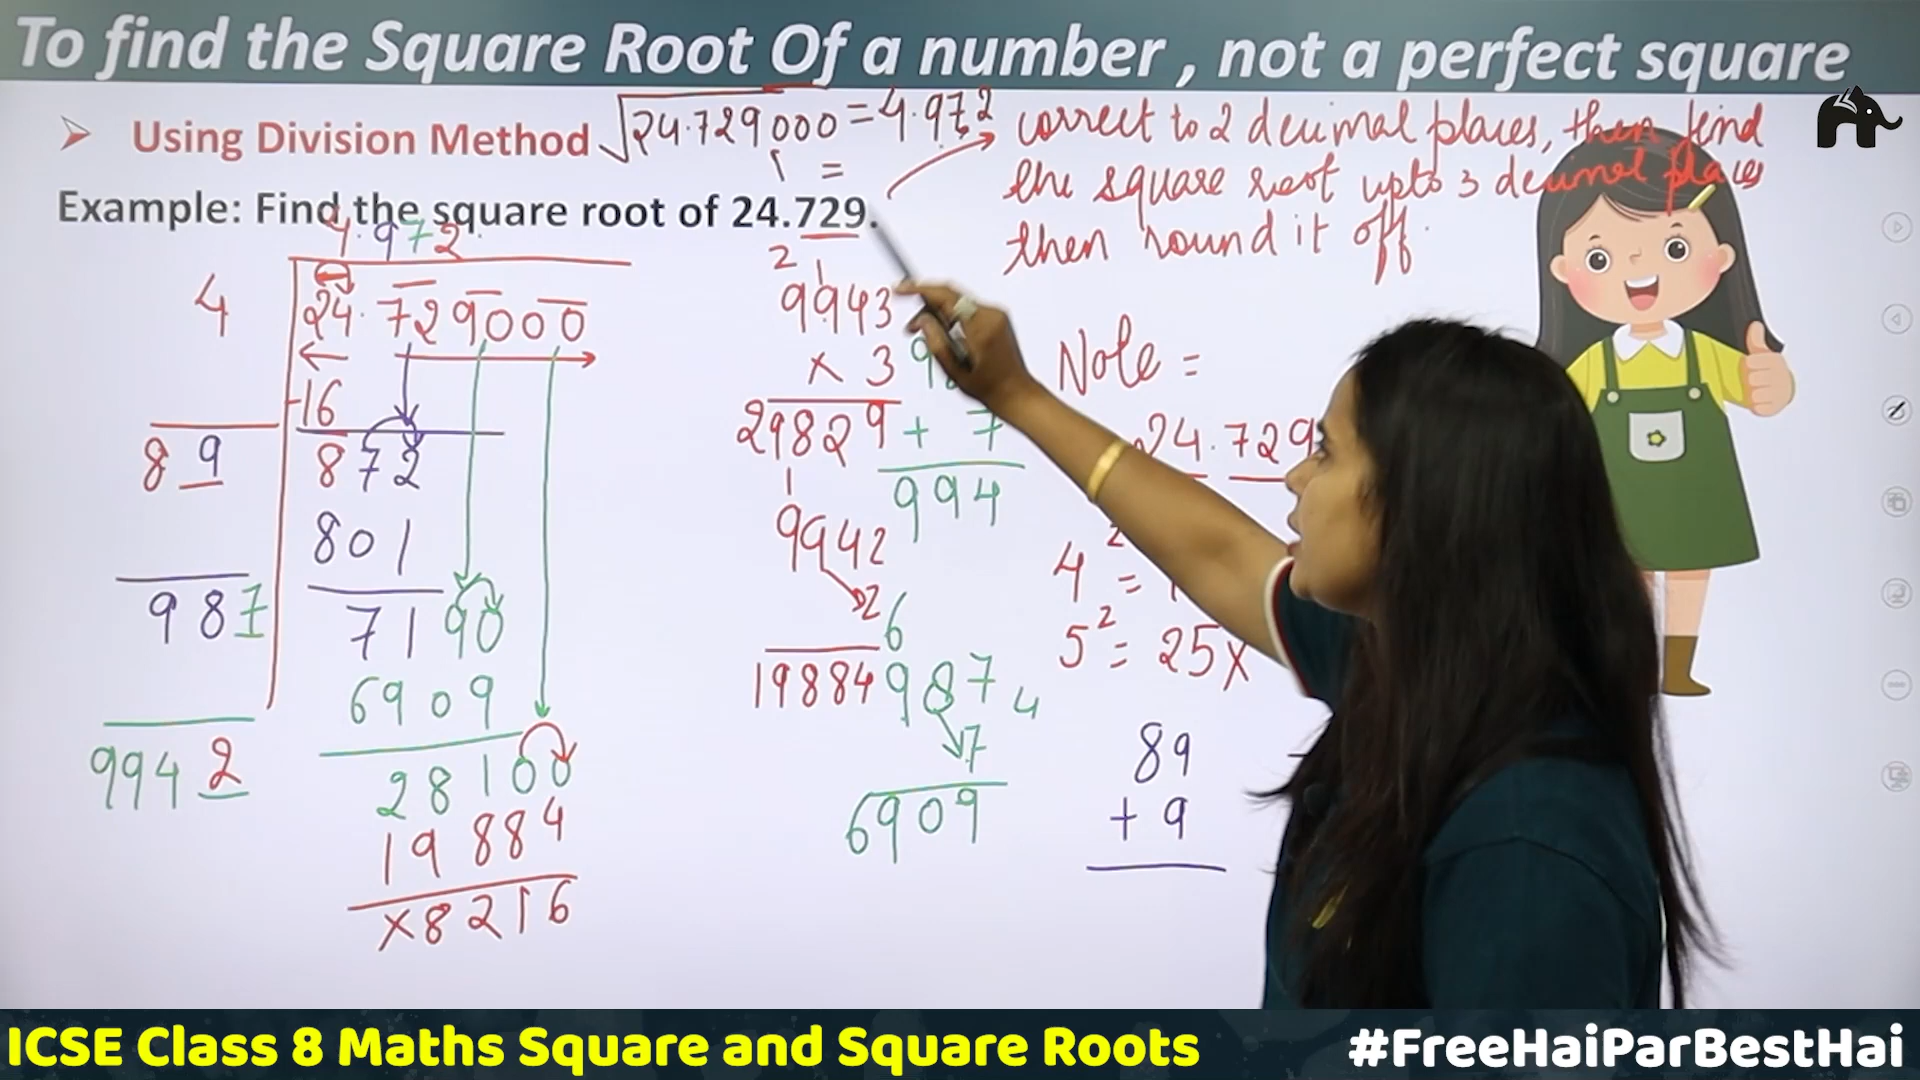 To find the Square Root Of a number , not a perfect square
➤ Using Division Method √24.729000 = 4.972
correct to 2 decimal places, then find
the square root upto 3 decimal places
then round it off.
Example: Find the square root of 24.729.
4.972
4 24.729000
-16
89 872
801
987 7190
6909
9942 28100
19884
×8216
2 1
9943
× 3
29829
+ 7
994
1
9942
2
19884
6
987 4
7
6909
Note =
24.729
4² =
5² = 25×
89
+ 9
ICSE Class 8 Maths Square and Square Roots
#FreeHaiParBestHai